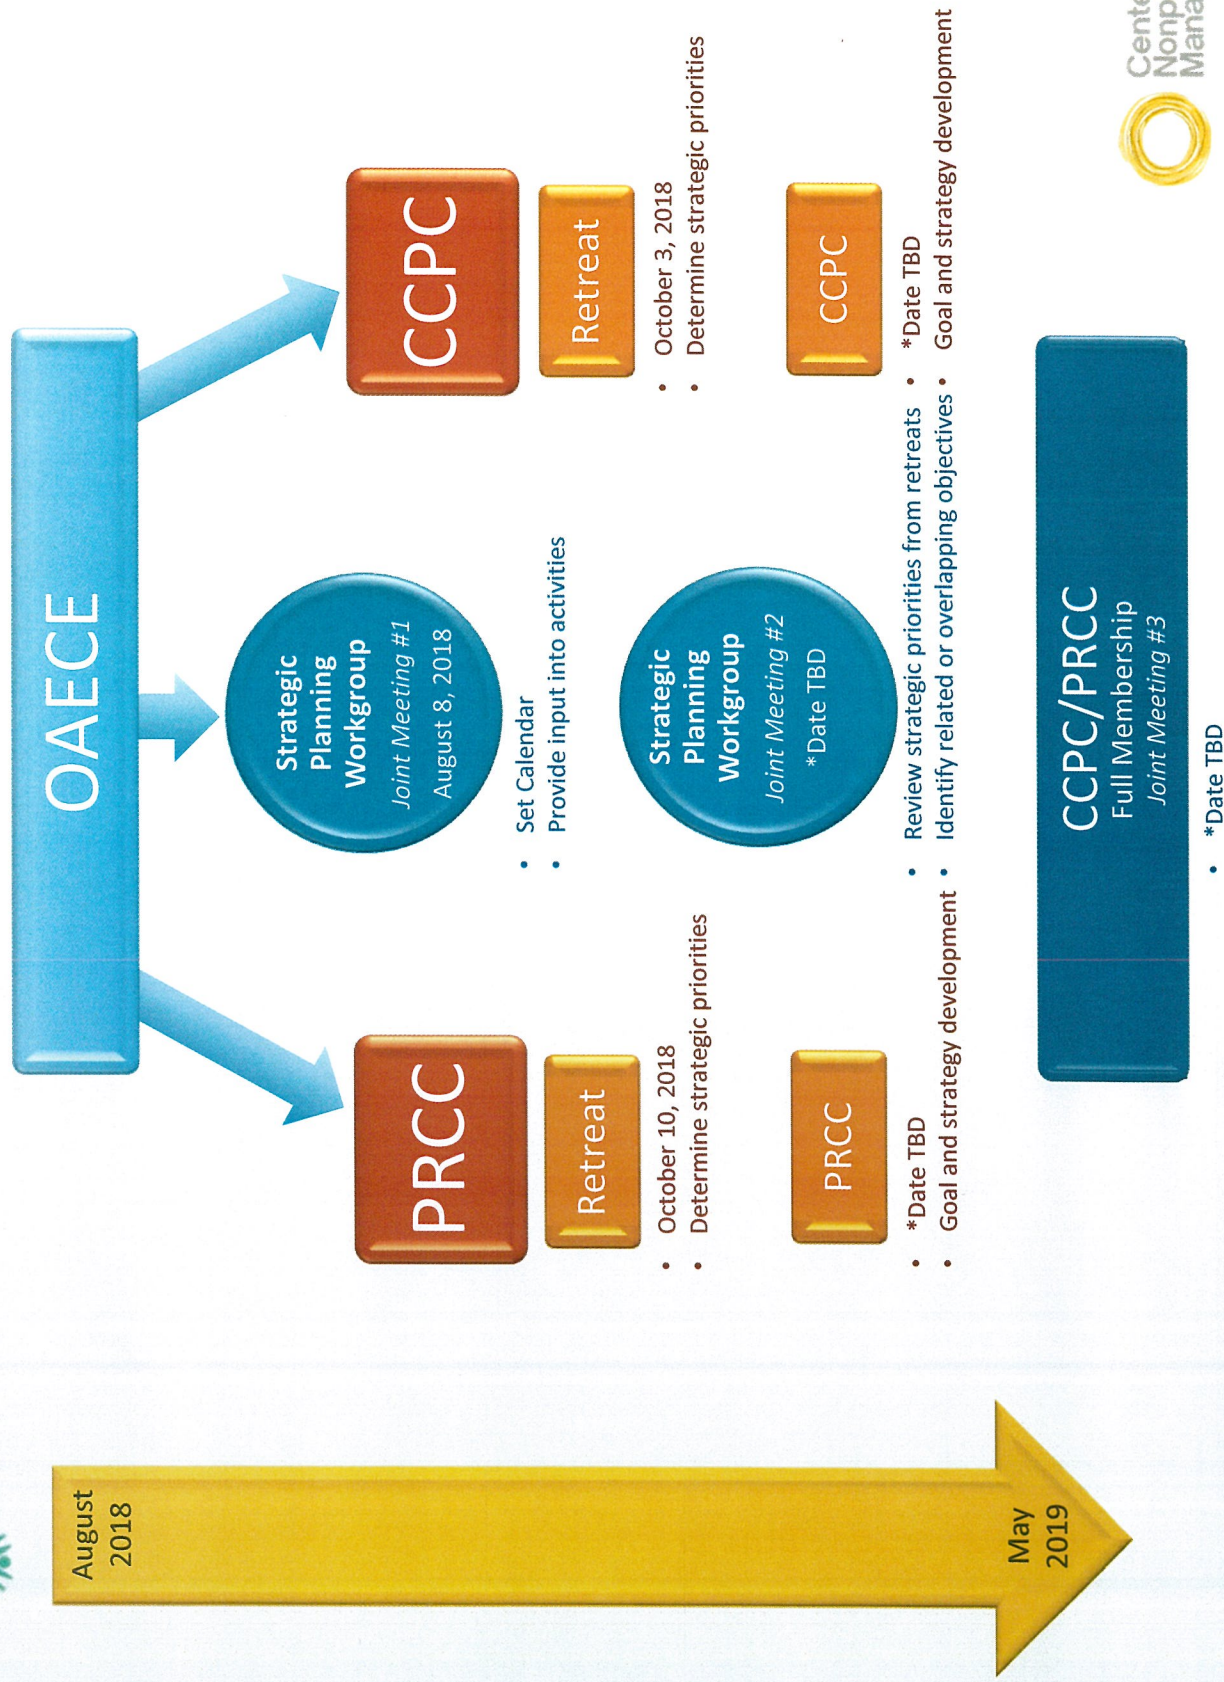 OAECE
August
2018
PRCC
Retreat
• October 10, 2018
• Determine strategic priorities
PRCC
• *Date TBD
• Goal and strategy development
Strategic
Planning
Workgroup
Joint Meeting #1
August 8, 2018
• Set Calendar
• Provide input into activities
Strategic
Planning
Workgroup
Joint Meeting #2
*Date TBD
• Review strategic priorities from retreats
• Identify related or overlapping objectives
CCPC
Retreat
• October 3, 2018
• Determine strategic priorities
CCPC
• *Date TBD
• Goal and strategy development
CCPC/PRCC
Full Membership
Joint Meeting #3
• *Date TBD
May
2019